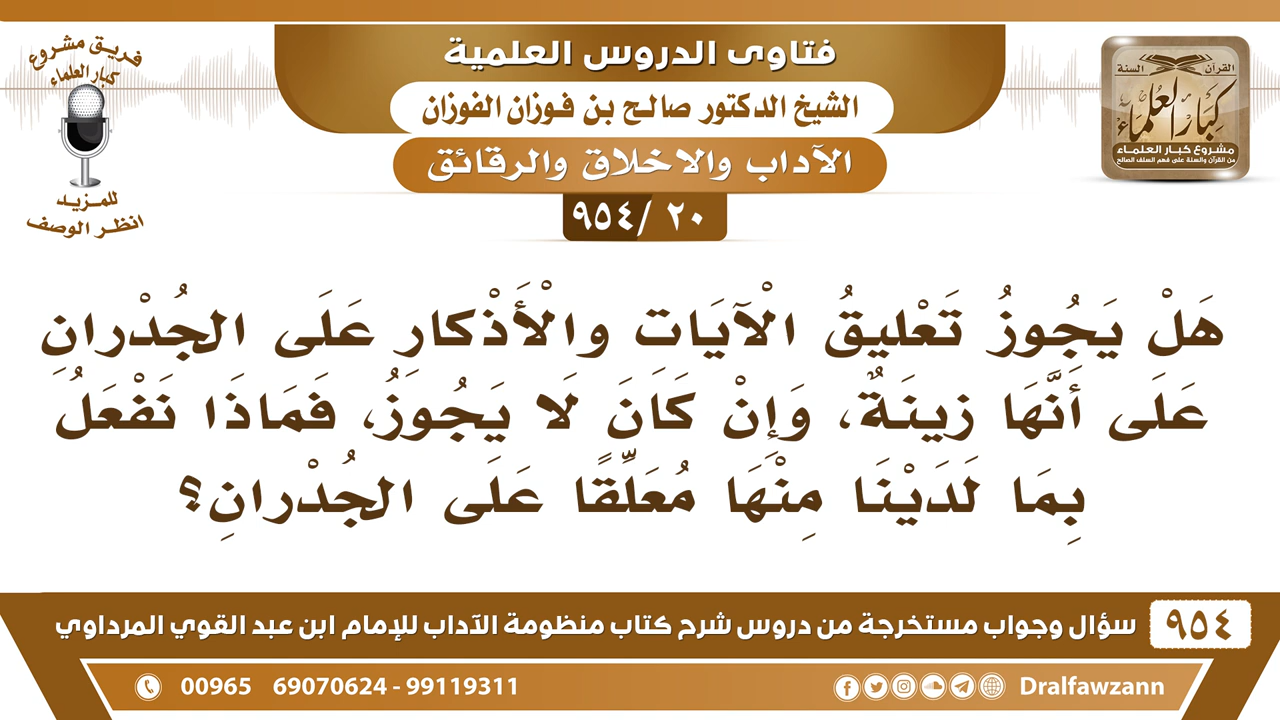 فتاوى الدروس العلمية
الشيخ الدكتور صالح بن فوزان الفوزان
الآداب والاخلاق والرقائق
٢٠ /٩٥٤
فريق مشروع
كبار العلماء
للمزيد
انظر الوصف
القرآن السنة
كبار العلماء
مشروع كبار العلماء
من القرآن والسنة على فهم السلف الصالح
هَلْ يَجُوزُ تَعْلِيقُ الْآيَات والْأَذْكارِ عَلَى الجُدْرانِ
عَلَى أَنَّهَا زِينَةٌ، وَإِنْ كَانَ لَا يَجُوزُ، فَمَاذَا نَفْعَلُ
بِمَا لَدَيْنَا مِنْهَا مُعَلَّقًا عَلَى الجُدْرانِ؟
٩٥٤ سؤال وجواب مستخرجة من دروس شرح كتاب منظومة الآداب للإمام ابن عبد القوي المرداوي
00965 69070624 - 99119311
Dralfawzann